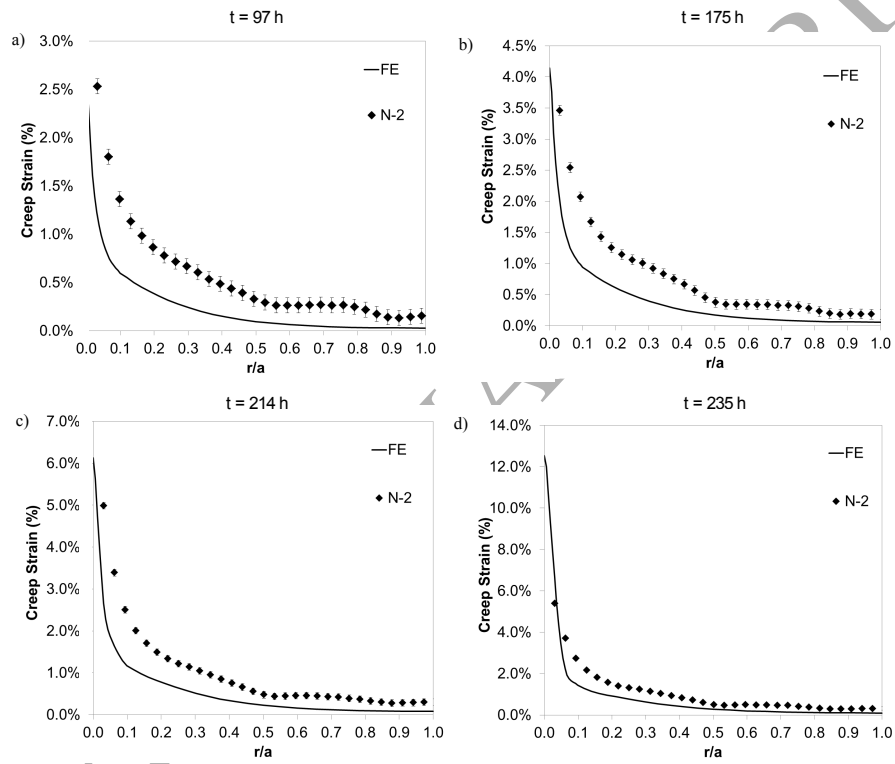 t = 97 h
a)
3.0%
2.5%
2.0%
1.5%
1.0%
0.5%
0.0%
Creep Strain (%)
FE
N-2
0.0 0.1 0.2 0.3 0.4 0.5 0.6 0.7 0.8 0.9 1.0
r/a
t = 175 h
b)
4.5%
4.0%
3.5%
3.0%
2.5%
2.0%
1.5%
1.0%
0.5%
0.0%
Creep Strain (%)
FE
N-2
0.0 0.1 0.2 0.3 0.4 0.5 0.6 0.7 0.8 0.9 1.0
r/a
t = 214 h
c)
7.0%
6.0%
5.0%
4.0%
3.0%
2.0%
1.0%
0.0%
Creep Strain (%)
FE
N-2
0.0 0.1 0.2 0.3 0.4 0.5 0.6 0.7 0.8 0.9 1.0
r/a
t = 235 h
d)
14.0%
12.0%
10.0%
8.0%
6.0%
4.0%
2.0%
0.0%
Creep Strain (%)
FE
N-2
0.0 0.1 0.2 0.3 0.4 0.5 0.6 0.7 0.8 0.9 1.0
r/a